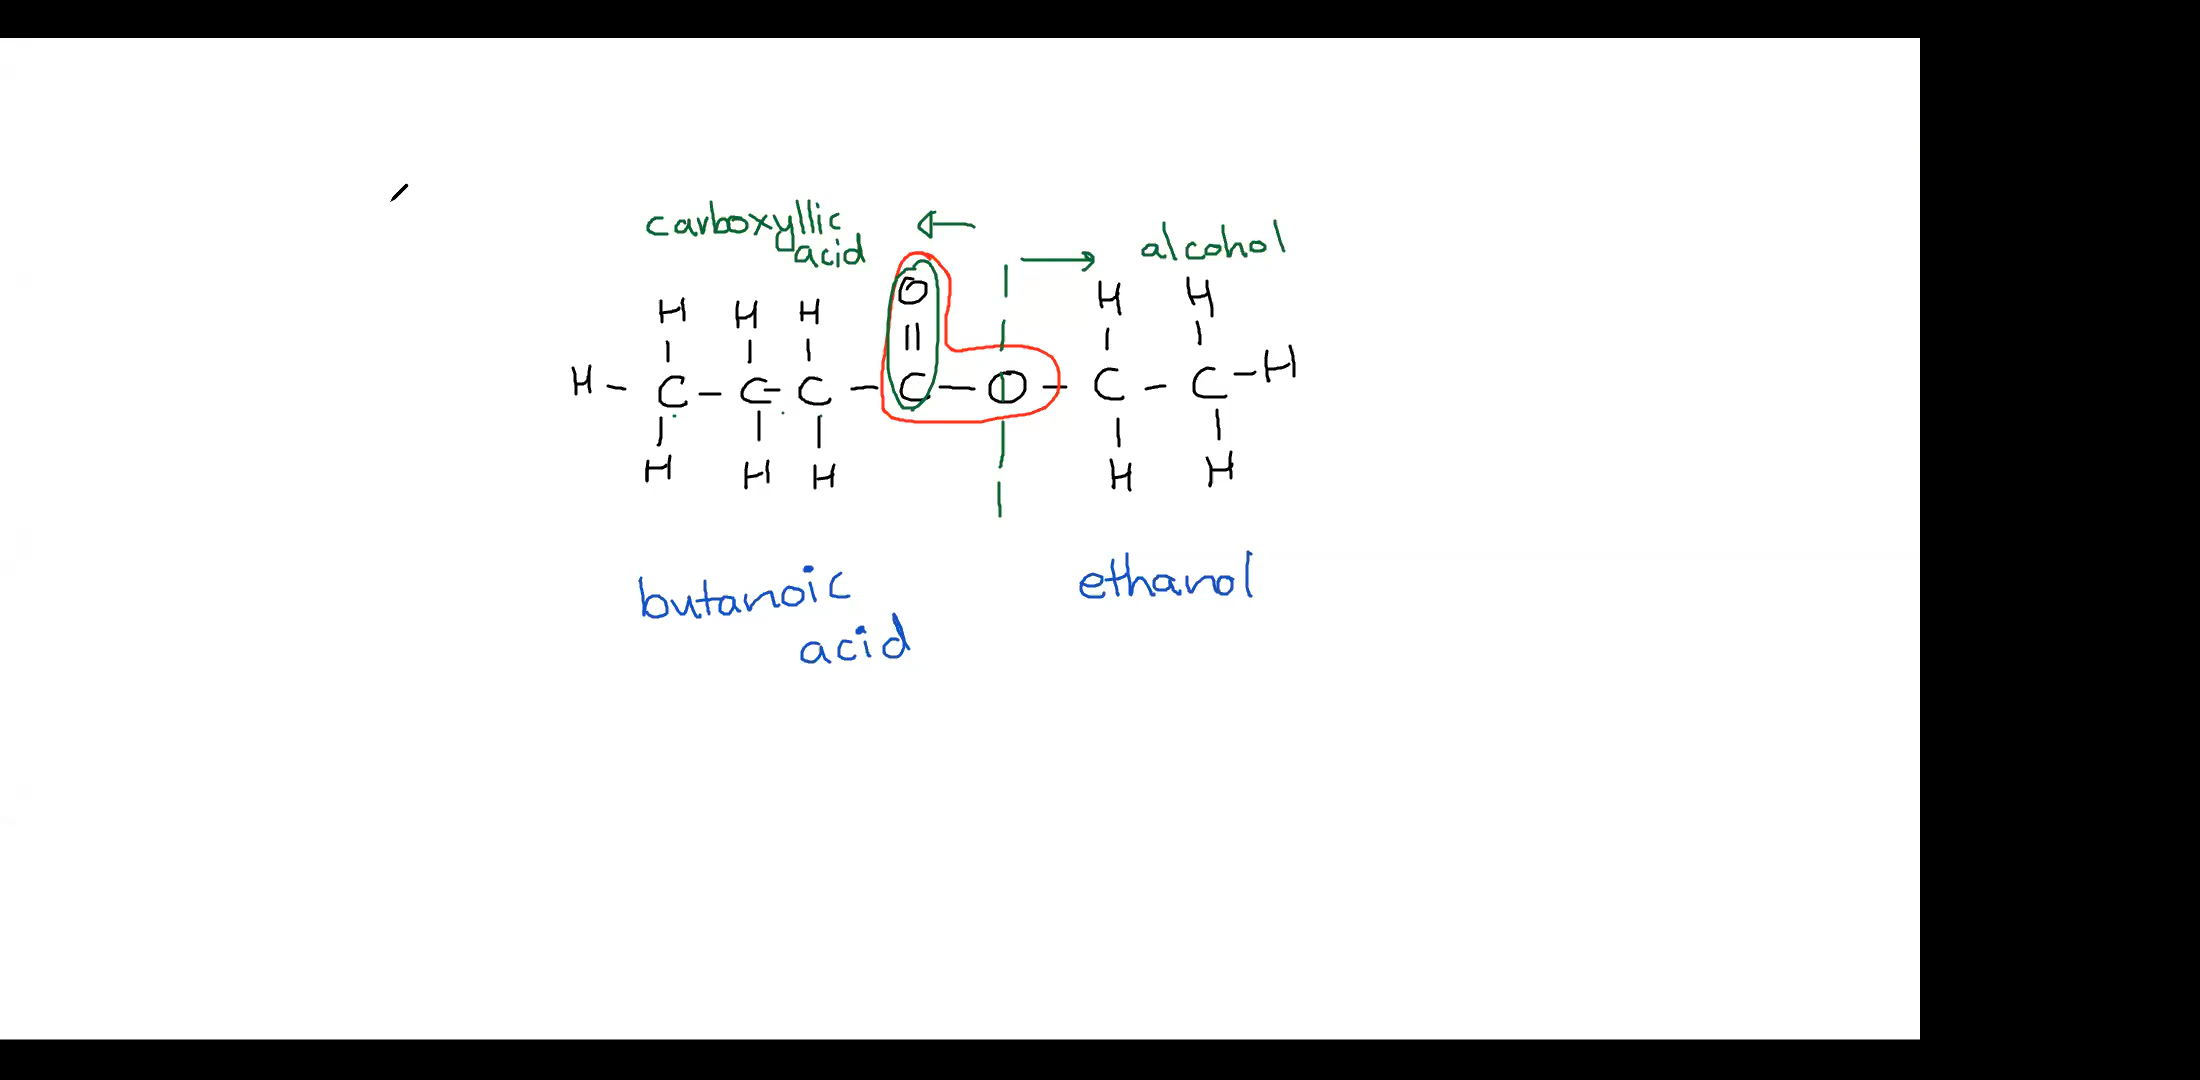 carboxyllic
acid
alcohol
O
H H H H H
||
H - C - C - C - C - O - C - C - H
H H H H H
butanoic
acid
ethanol